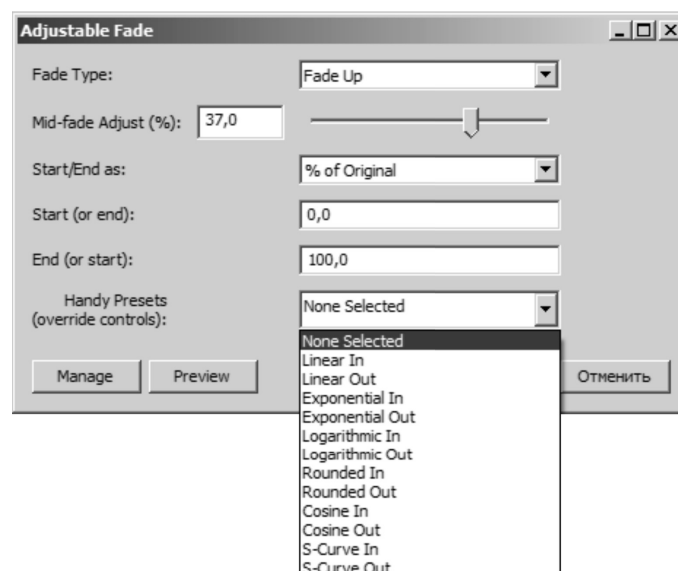 Adjustable Fade
Fade Type: Fade Up
Mid-fade Adjust (%): 37,0
Start/End as: % of Original
Start (or end): 0,0
End (or start): 100,0
Handy Presets
(override controls): None Selected
None Selected
Linear In
Linear Out
Exponential In
Exponential Out
Logarithmic In
Logarithmic Out
Rounded In
Rounded Out
Cosine In
Cosine Out
S-Curve In
S-Curve Out
Manage Preview Отменить